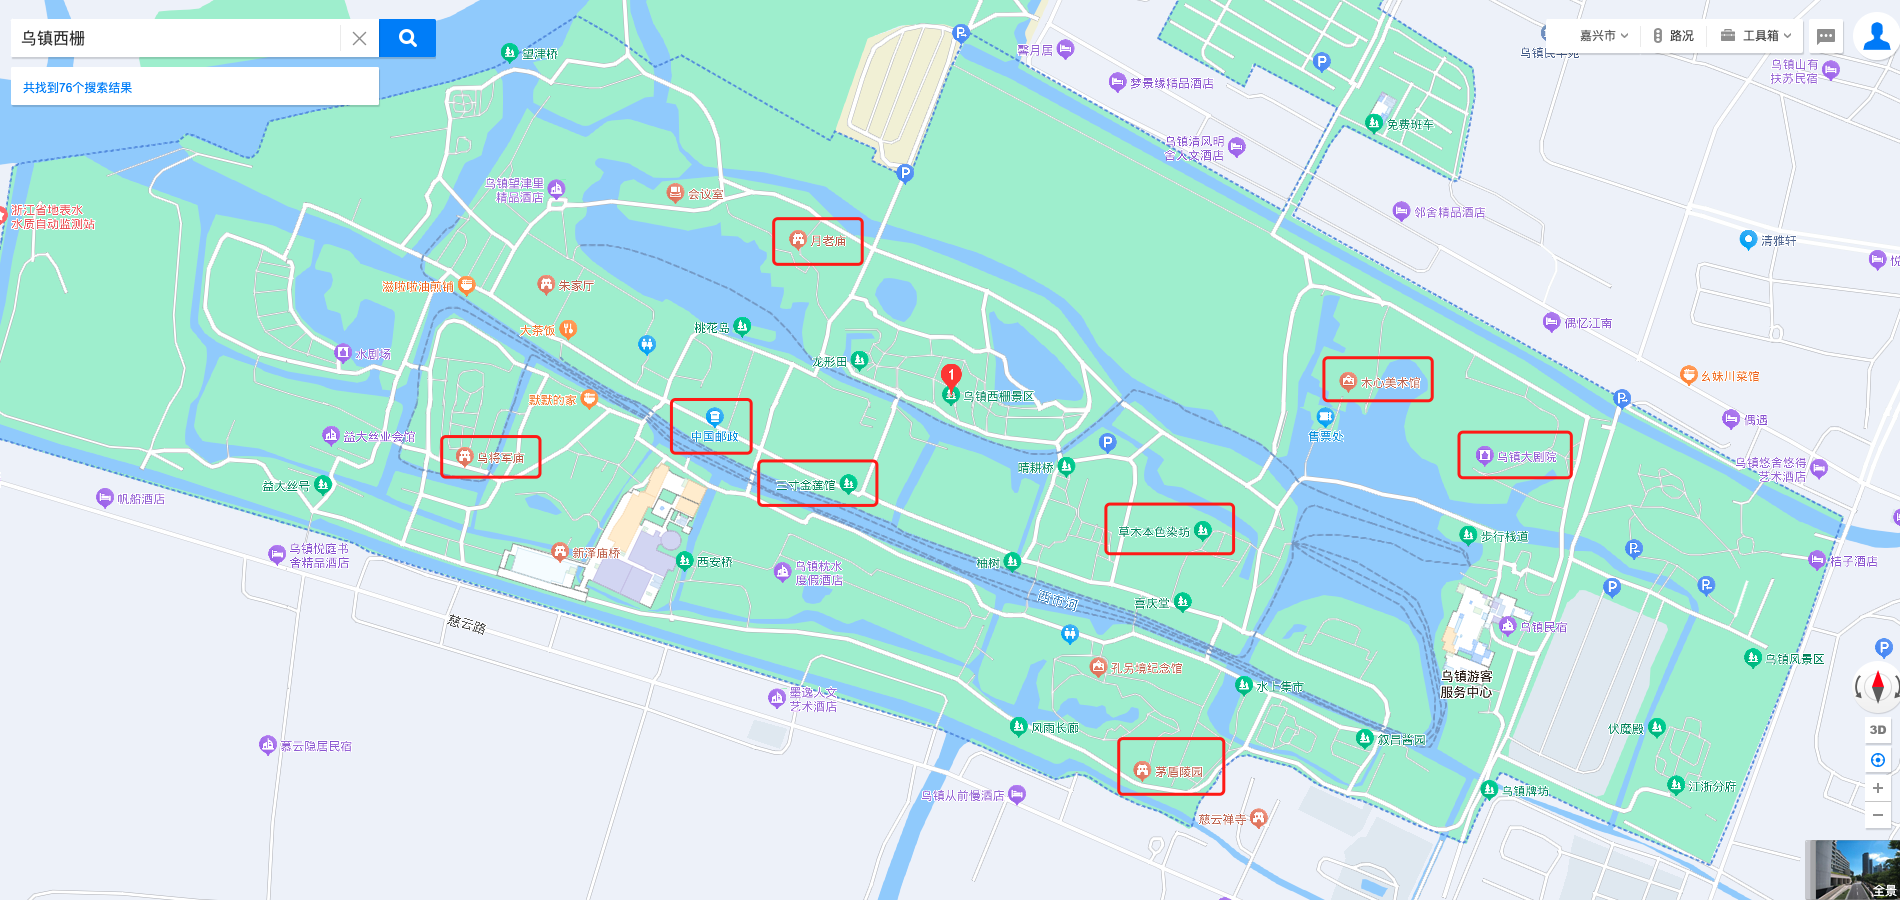 乌镇西栅
共找到76个搜索结果
嘉兴市
路况
工具箱
望津桥
馨月居
梦景缘精品酒店
乌镇山有
扶苏民宿
免费班车
乌镇清风明
舍人文酒店
乌镇望津里
精品酒店
会议室
浙江省地表水
水质自动监测站
月老庙
邻舍精品酒店
清雅轩
滋啦啦油煎铺
朱家厅
大茶饭
桃花岛
偶忆江南
水剧场
龙形田
1
乌镇西栅景区
木心美术馆
幺妹川菜馆
默默的家
中国邮政
售票处
偶遇
益大丝业会馆
乌将军庙
乌镇大剧院
晴耕桥
乌镇悠舍悠得
艺术酒店
益大丝号
三寸金莲馆
帆船酒店
草木本色染坊
步行栈道
乌镇悦庭书
舍精品酒店
新泽庙桥
西安桥
乌镇枕水
度假酒店
柚树
桔子酒店
西市河
喜庆堂
慈云路
乌镇民宿
孔另境纪念馆
乌镇风景区
乌镇游客
服务中心
墨逸人文
艺术酒店
水上集市
风雨长廊
叙昌酱园
伏魔殿
3D
慕云隐居民宿
茅盾陵园
乌镇从前慢酒店
乌镇牌坊
江浙分府
慈云禅寺
全景